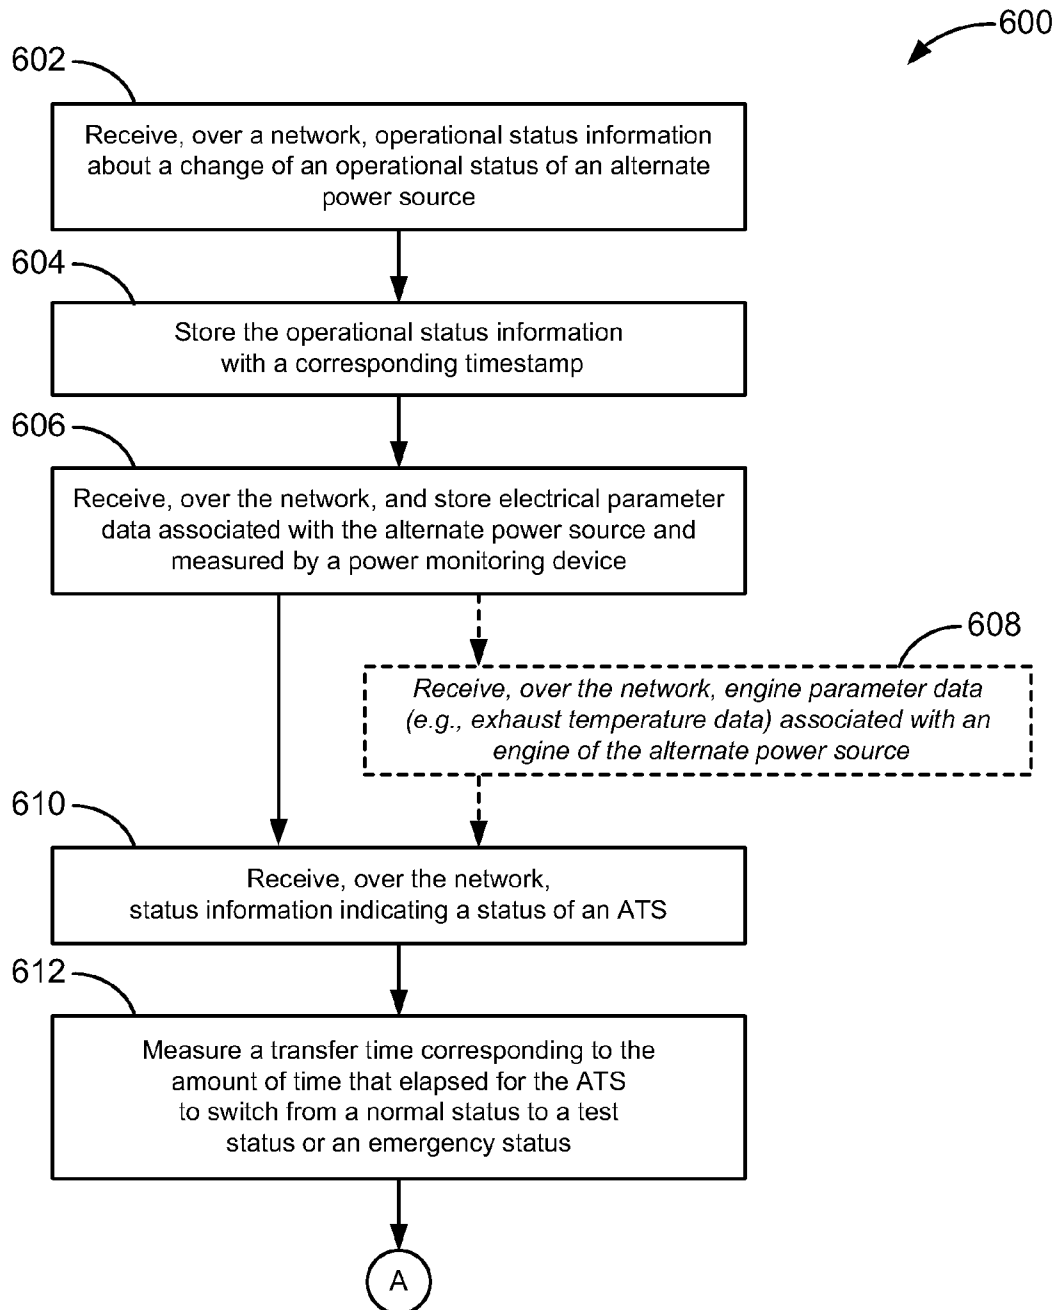 600
602
Receive, over a network, operational status information
about a change of an operational status of an alternate
power source
604
Store the operational status information
with a corresponding timestamp
606
Receive, over the network, and store electrical parameter
data associated with the alternate power source and
measured by a power monitoring device
608
Receive, over the network, engine parameter data
(e.g., exhaust temperature data) associated with an
engine of the alternate power source
610
Receive, over the network,
status information indicating a status of an ATS
612
Measure a transfer time corresponding to the
amount of time that elapsed for the ATS
to switch from a normal status to a test
status or an emergency status
A